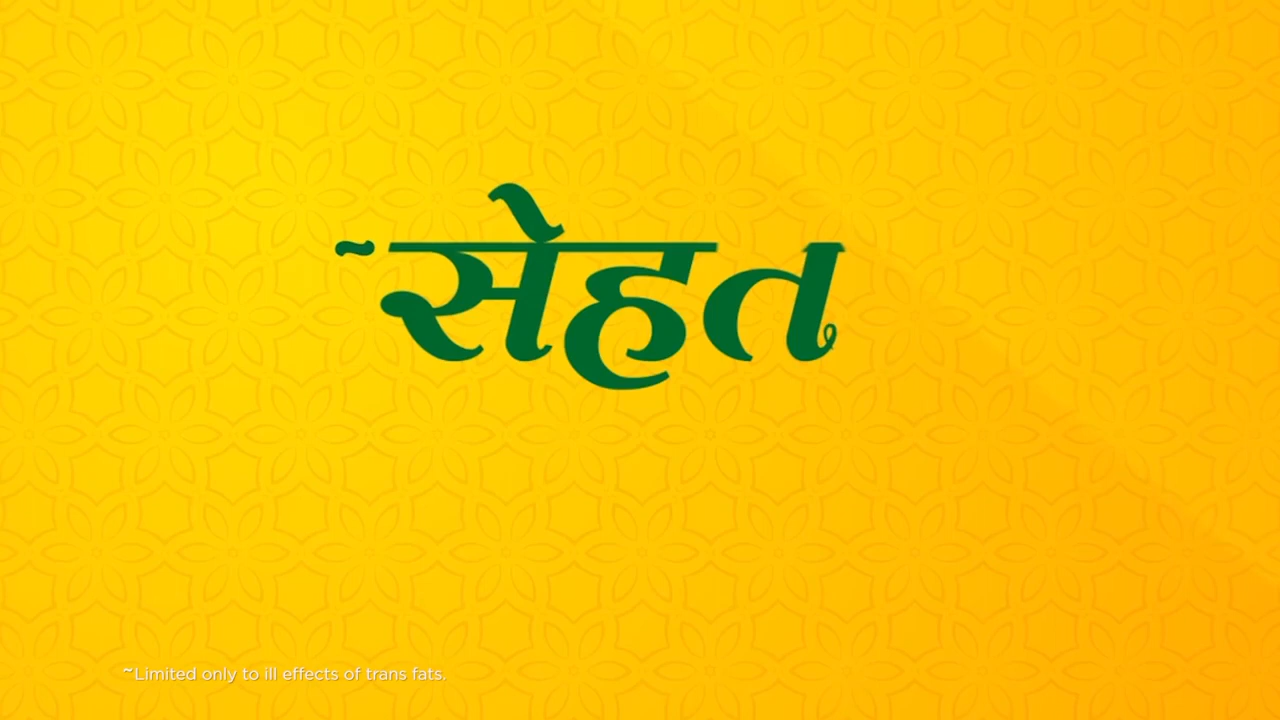 ~सेहत
~Limited only to ill effects of trans fats.